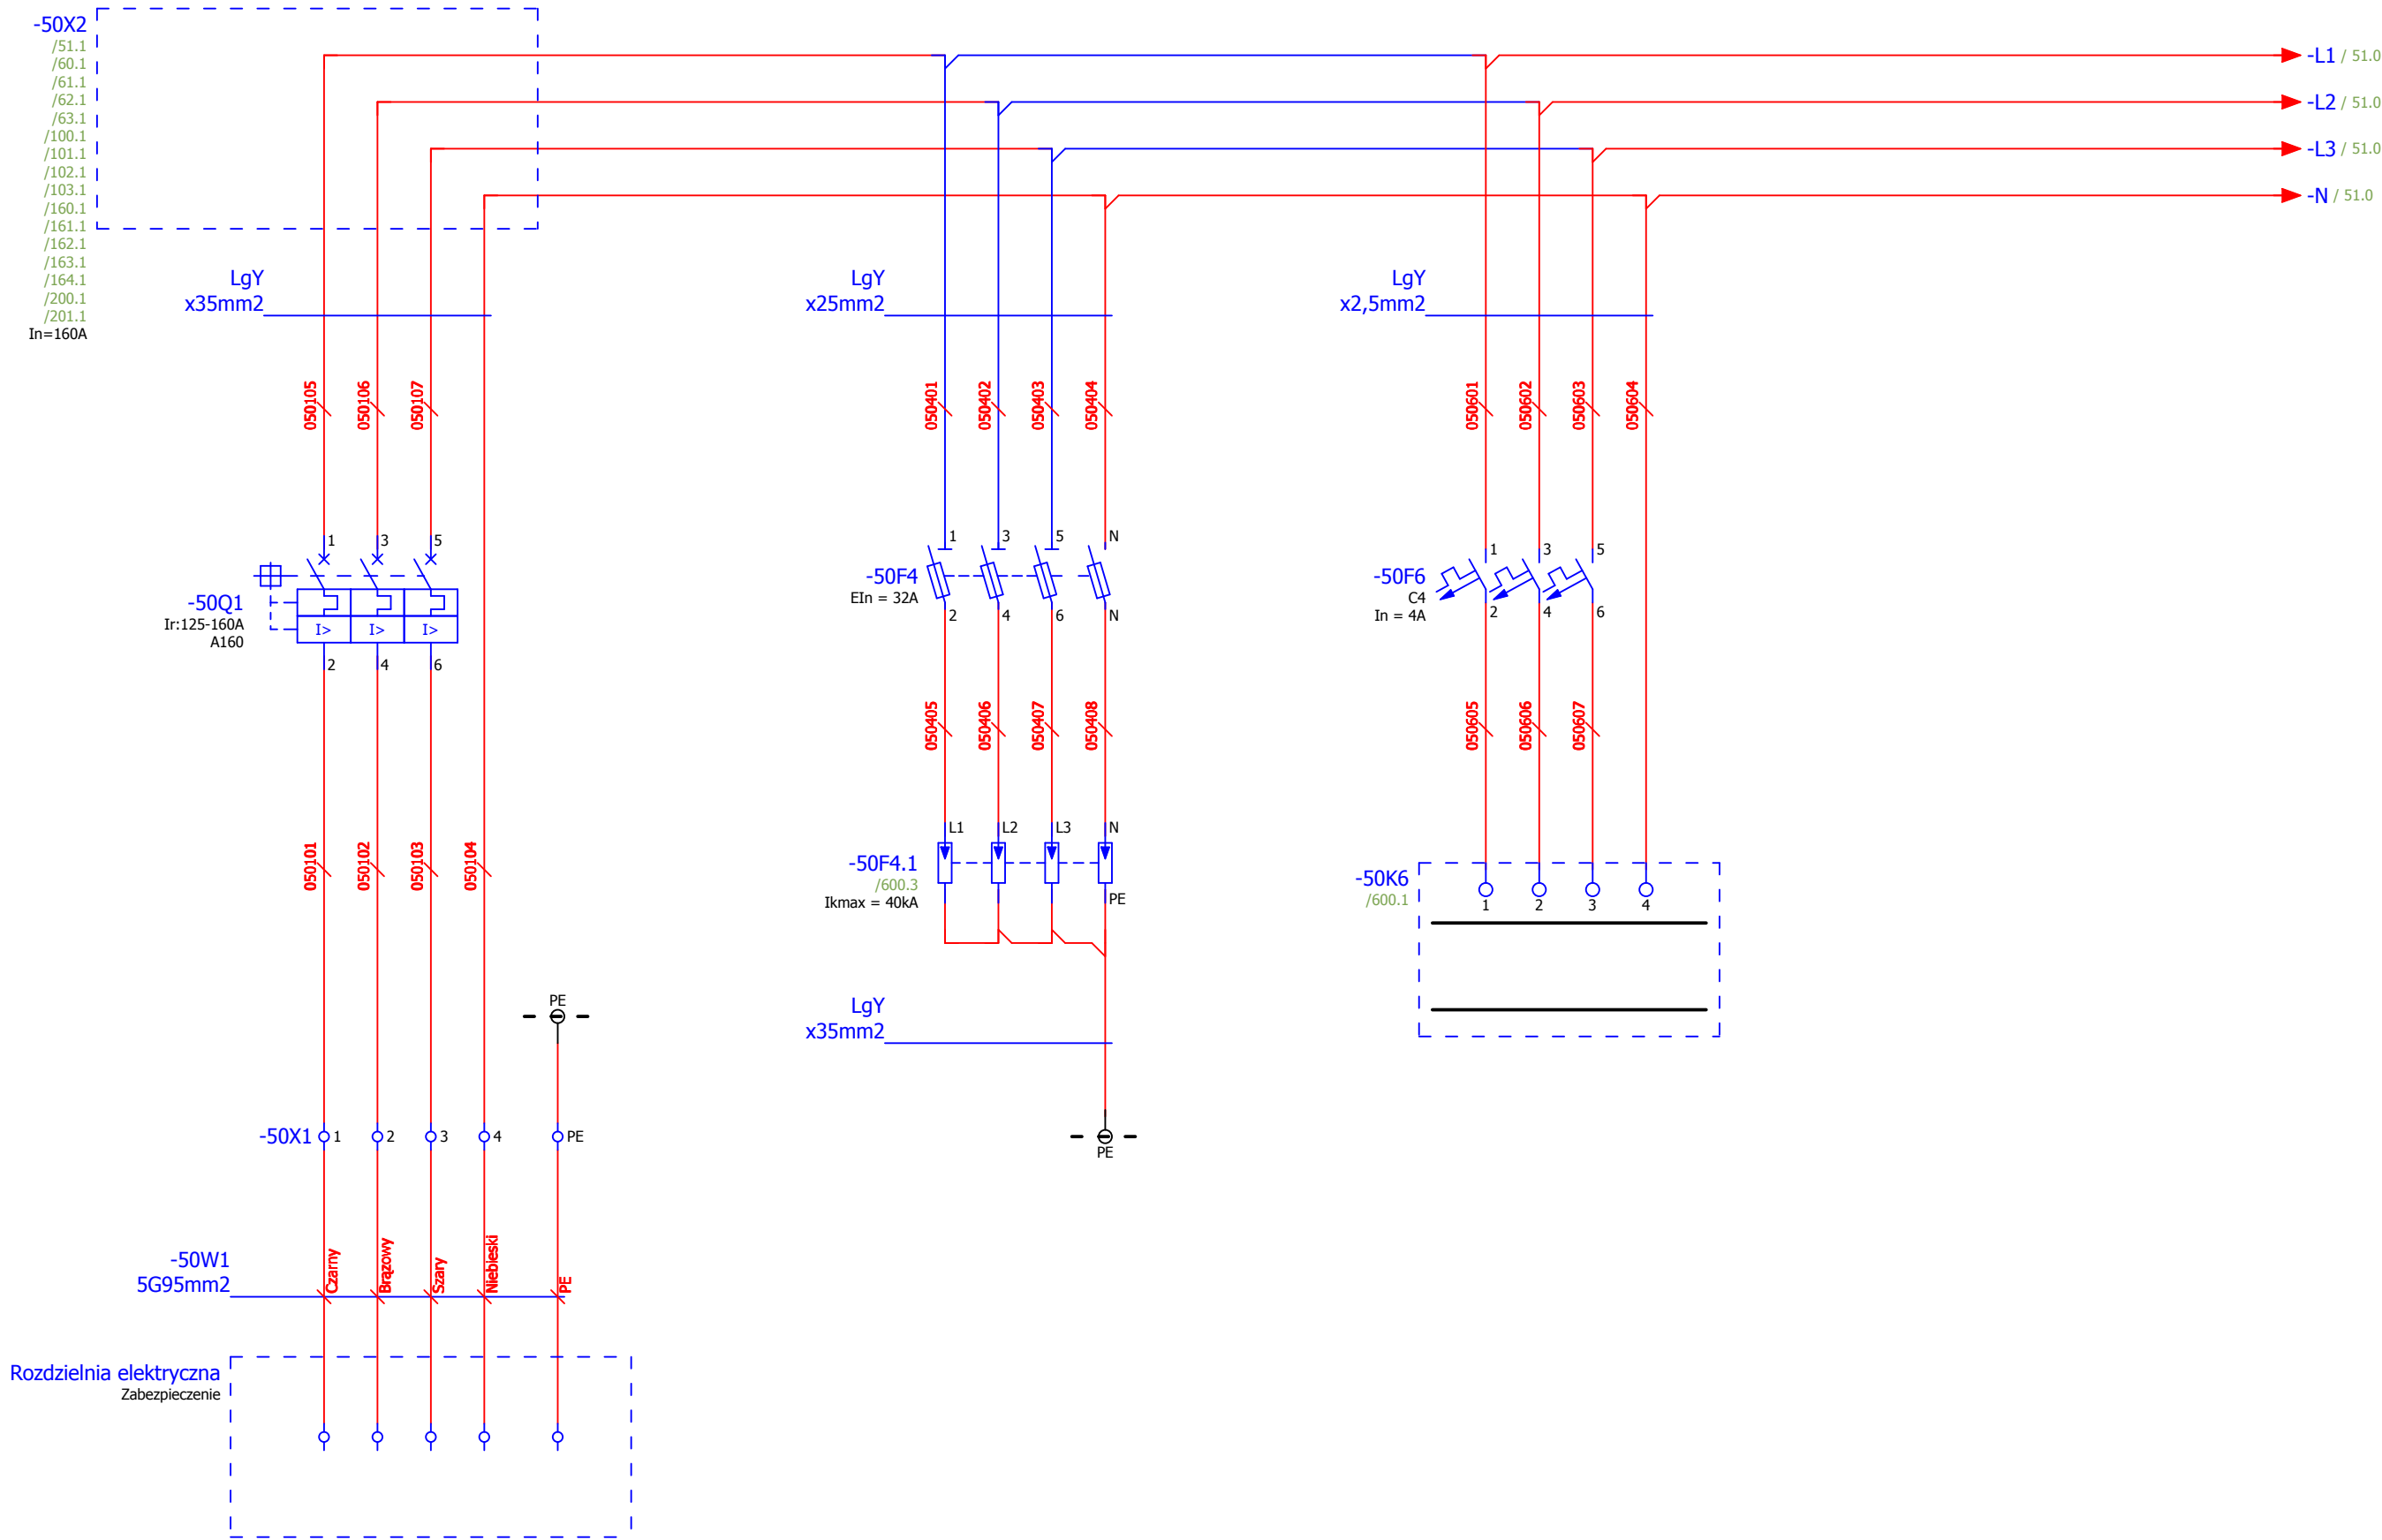 -50X2
/51.1
/60.1
/61.1
/62.1
/63.1
/100.1
/101.1
/102.1
/103.1
/160.1
/161.1
/162.1
/163.1
/164.1
/200.1
/201.1
In=160A
-L1 / 51.0
-L2 / 51.0
-L3 / 51.0
-N / 51.0
LgY
x35mm2
LgY
x25mm2
LgY
x2,5mm2
050105
050106
050107
050401
050402
050403
050404
050601
050602
050603
050604
1 3 5
-50Q1
Ir:125-160A
A160
I> I> I>
2 4 6
1 3 5 N
-50F4
EIn = 32A
2 4 6 N
1 3 5
-50F6
C4
In = 4A
2 4 6
050405
050406
050407
050408
050605
050606
050607
050101
050102
050103
050104
L1 L2 L3 N
-50F4.1
/600.3
Ikmax = 40kA
PE
-50K6
/600.1
1 2 3 4
PE
LgY
x35mm2
PE
-50X1 1 2 3 4 PE
-50W1
5G95mm2
Czarny
Brązowy
Szary
Niebieski
PE
Rozdzielnia elektryczna
Zabezpieczenie